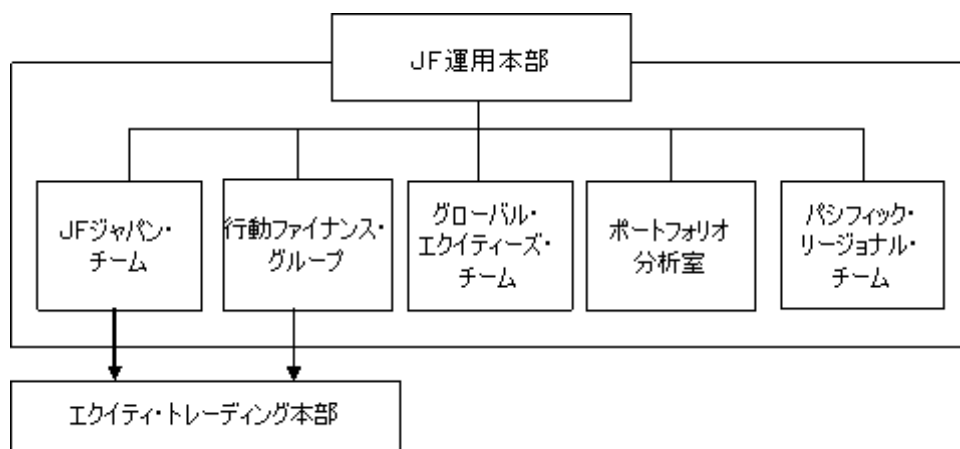 JF運用本部
JFジャパン・
チーム
行動ファイナンス・
グループ
グローバル・
エクイティーズ・
チーム
ポートフォリオ
分析室
パシフィック・
リージョナル・
チーム
エクイティ・トレーディング本部